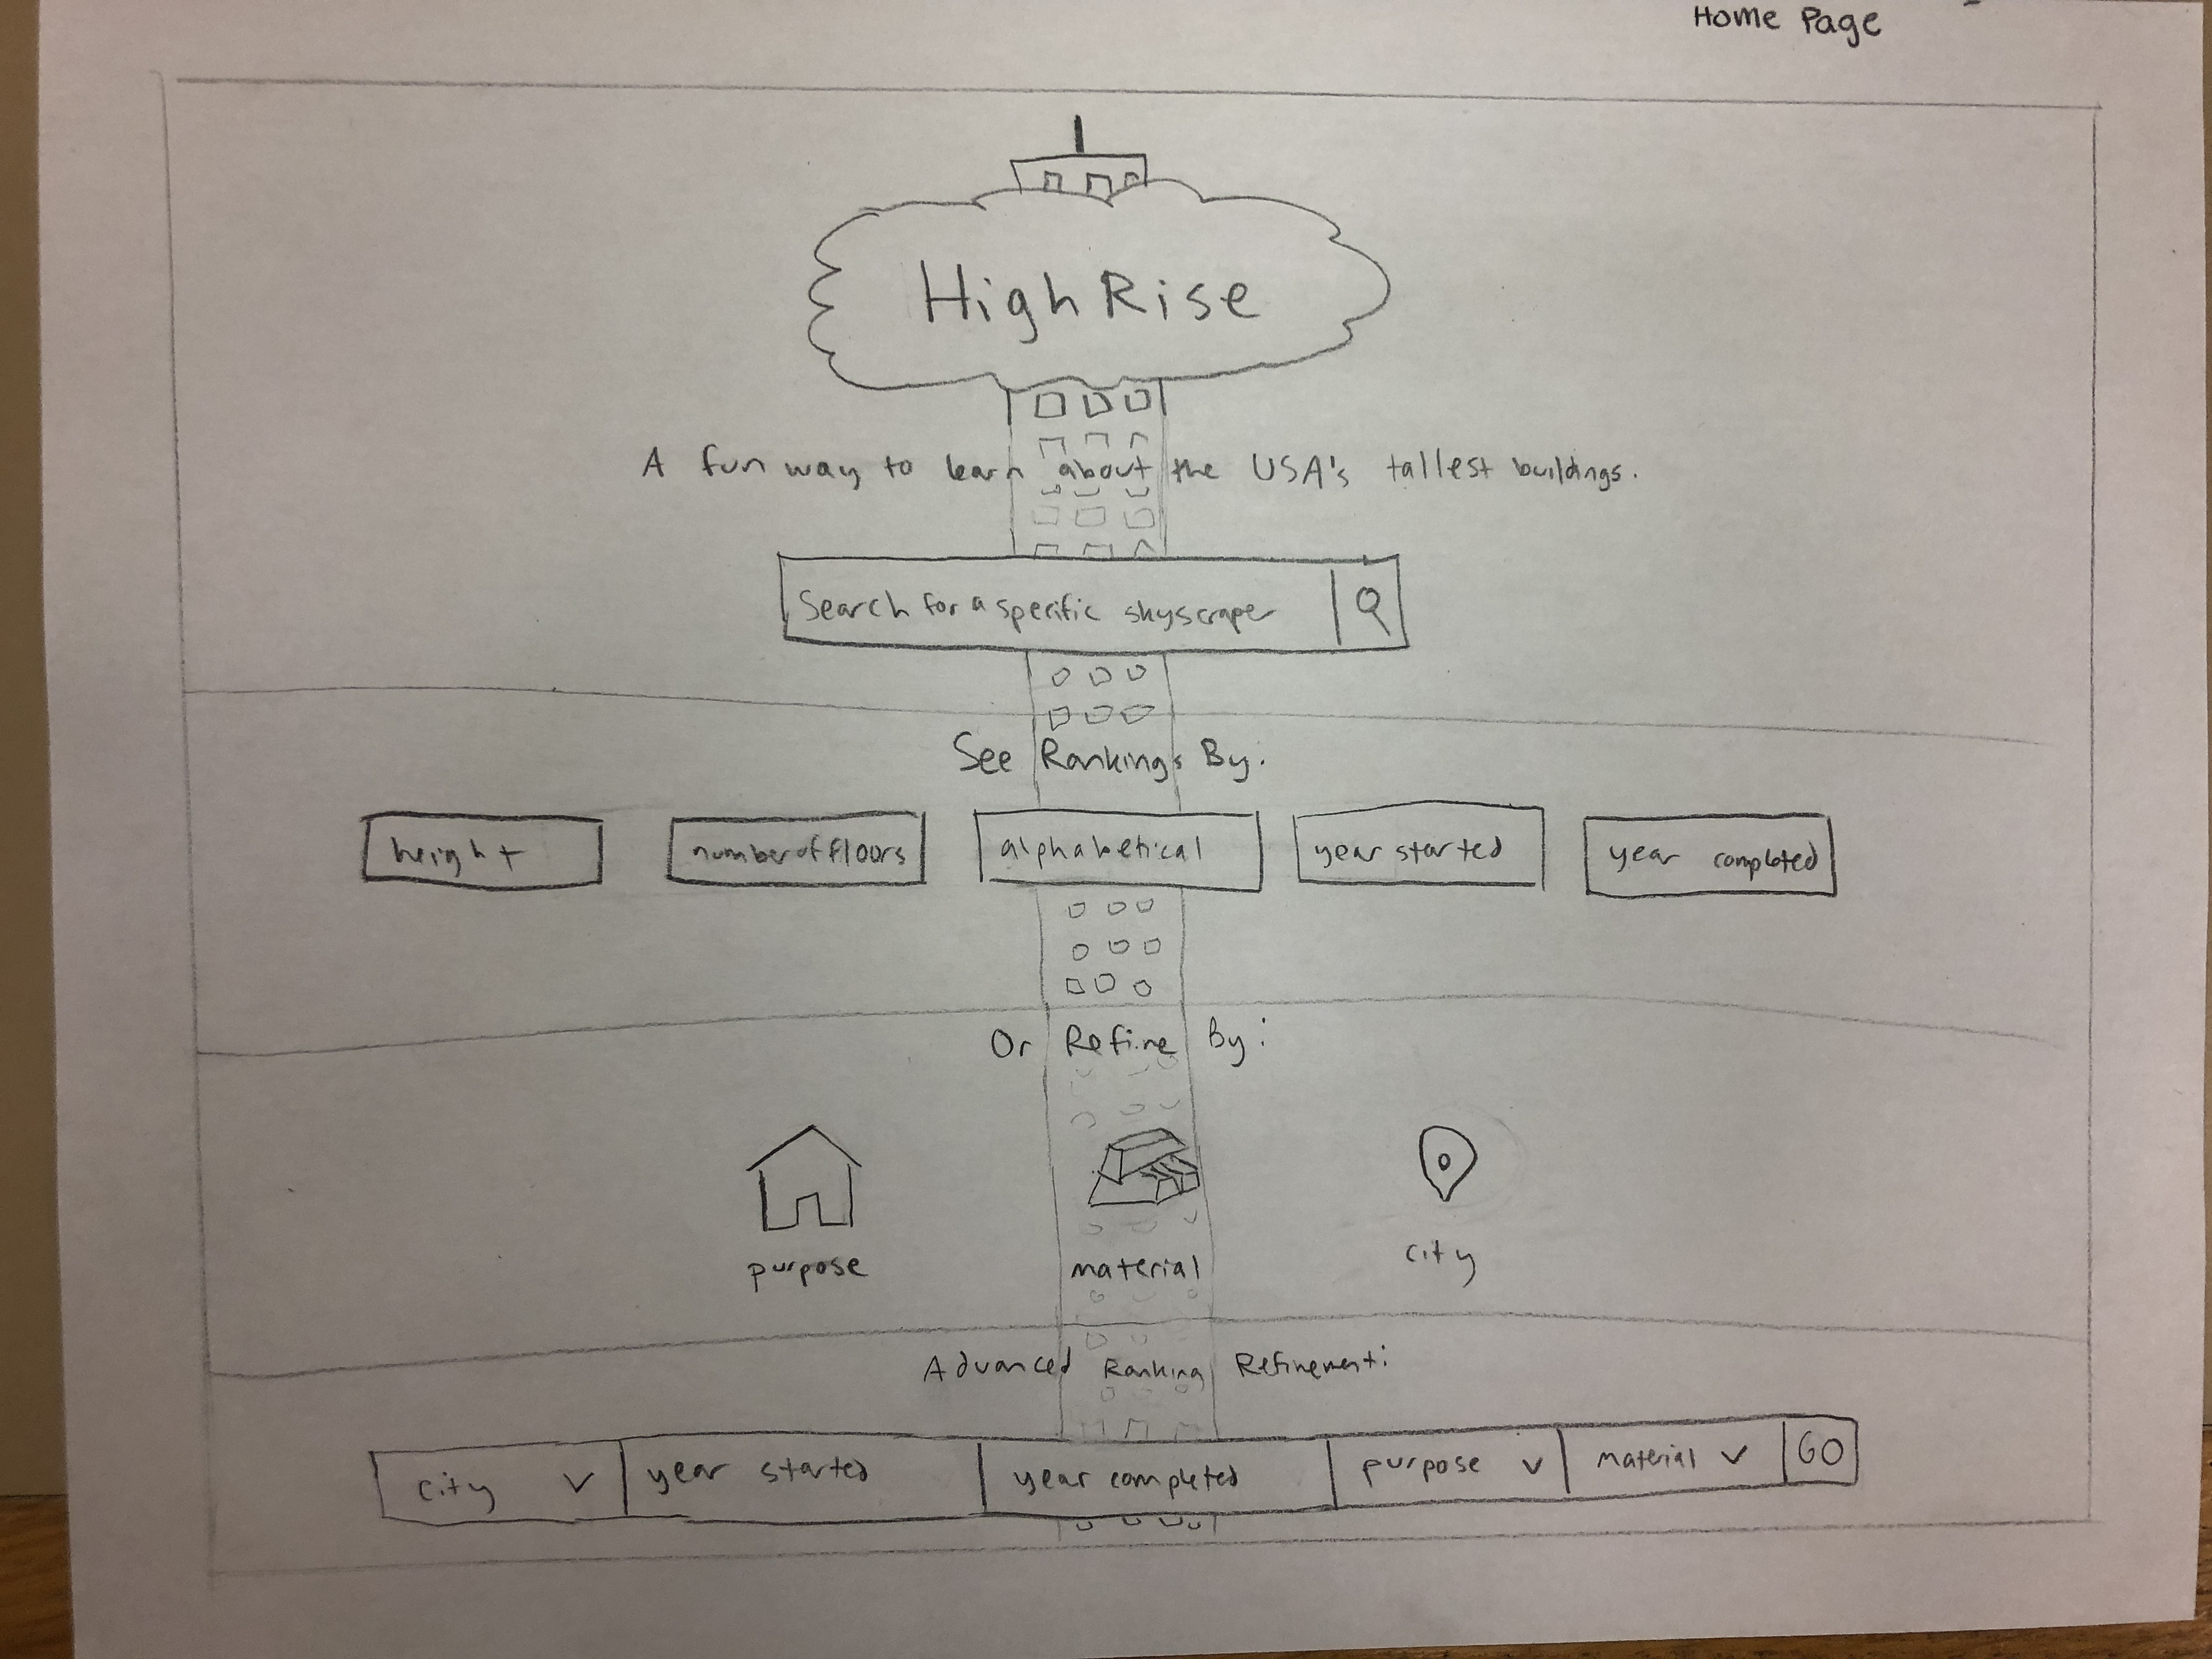 Home Page
High Rise
A fun way to learn about the USA's tallest buildings.
Search for a specific skyscraper
See Rankings By:
height number of floors alphabetical year started year completed
Or Refine By:
purpose material city
Advanced Ranking Refinement:
city year started year completed purpose material GO